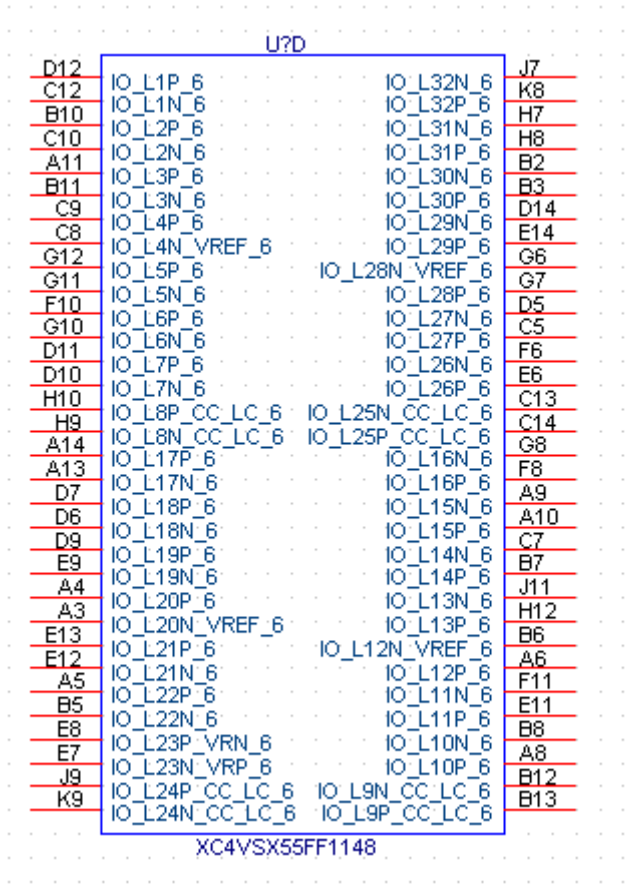 U?D
D12 IO_L1P_6 IO_L32N_6 J7
C12 IO_L1N_6 IO_L32P_6 K8
B10 IO_L2P_6 IO_L31N_6 H7
C10 IO_L2N_6 IO_L31P_6 H8
A11 IO_L3P_6 IO_L30N_6 B2
B11 IO_L3N_6 IO_L30P_6 B3
C9 IO_L4P_6 IO_L29N_6 D14
C8 IO_L4N_VREF_6 IO_L29P_6 E14
G12 IO_L5P_6 IO_L28N_VREF_6 G6
G11 IO_L5N_6 IO_L28P_6 G7
F10 IO_L6P_6 IO_L27N_6 D5
G10 IO_L6N_6 IO_L27P_6 C5
D11 IO_L7P_6 IO_L26N_6 F6
D10 IO_L7N_6 IO_L26P_6 E6
H10 IO_L8P_CC_LC_6 IO_L25N_CC_LC_6 C13
H9 IO_L8N_CC_LC_6 IO_L25P_CC_LC_6 C14
A14 IO_L17P_6 IO_L16N_6 G8
A13 IO_L17N_6 IO_L16P_6 F8
D7 IO_L18P_6 IO_L15N_6 A9
D6 IO_L18N_6 IO_L15P_6 A10
D9 IO_L19P_6 IO_L14N_6 C7
E9 IO_L19N_6 IO_L14P_6 B7
A4 IO_L20P_6 IO_L13N_6 J11
A3 IO_L20N_VREF_6 IO_L13P_6 H12
E13 IO_L21P_6 IO_L12N_VREF_6 B6
E12 IO_L21N_6 IO_L12P_6 A6
A5 IO_L22P_6 IO_L11N_6 F11
B5 IO_L22N_6 IO_L11P_6 E11
E8 IO_L23P_VRN_6 IO_L10N_6 B8
E7 IO_L23N_VRP_6 IO_L10P_6 A8
J9 IO_L24P_CC_LC_6 IO_L9N_CC_LC_6 B12
K9 IO_L24N_CC_LC_6 IO_L9P_CC_LC_6 B13
XC4VSX55FF1148